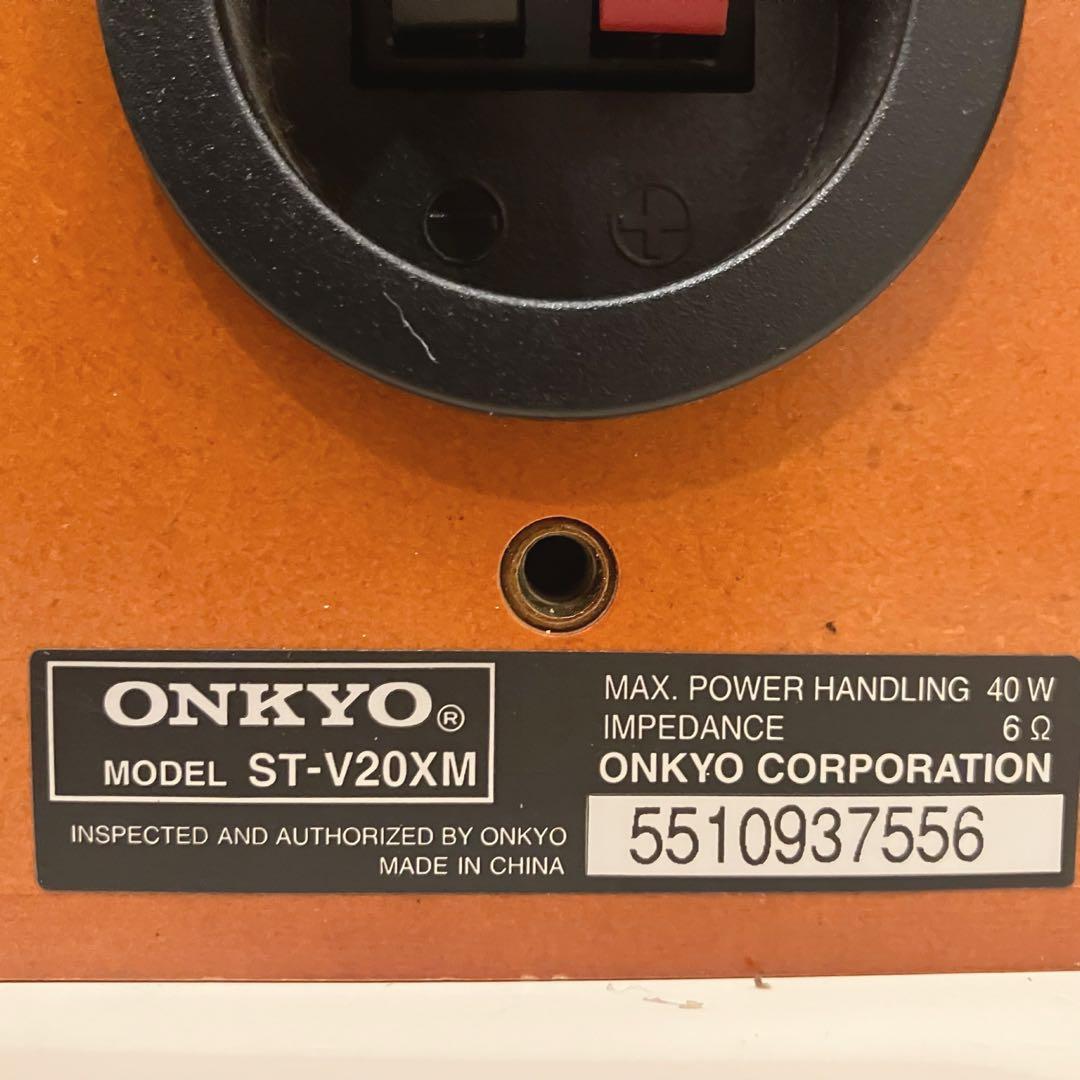 ONKYO®
MODEL ST-V20XM
INSPECTED AND AUTHORIZED BY ONKYO
MADE IN CHINA
MAX. POWER HANDLING 40 W
IMPEDANCE 6 Ω
ONKYO CORPORATION
5510937556